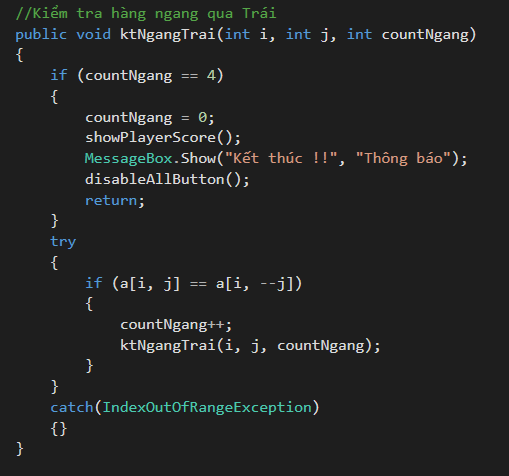 //Kiểm tra hàng ngang qua Trái
public void ktNgangTrai(int i, int j, int countNgang)
{
if (countNgang == 4)
{
countNgang = 0;
showPlayerScore();
MessageBox.Show("Kết thúc !!", "Thông báo");
disableAllButton();
return;
}
try
{
if (a[i, j] == a[i, --j])
{
countNgang++;
ktNgangTrai(i, j, countNgang);
}
}
catch(IndexOutOfRangeException)
{}
}